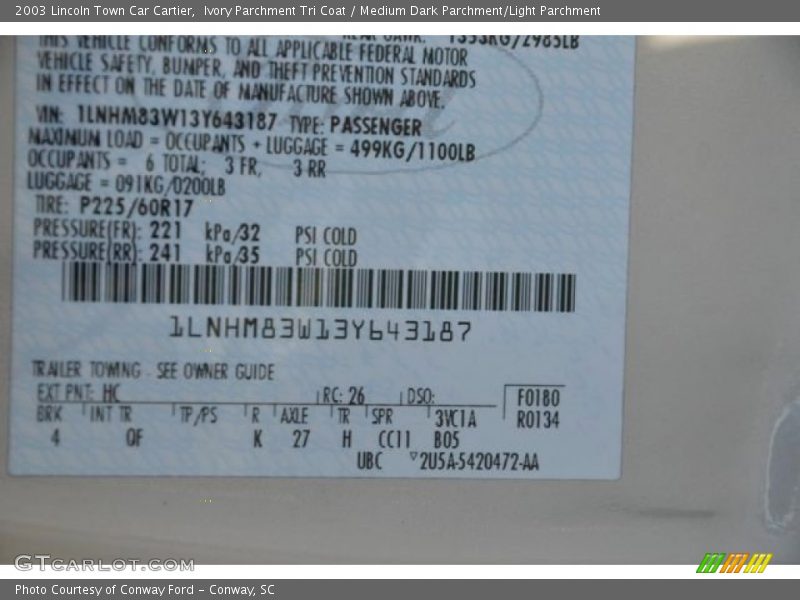 2003 Lincoln Town Car Cartier,  Ivory Parchment Tri Coat / Medium Dark Parchment/Light Parchment
THIS VEHICLE CONFORMS TO ALL APPLICABLE FEDERAL MOTOR
VEHICLE SAFETY, BUMPER, AND THEFT PREVENTION STANDARDS
IN EFFECT ON THE DATE OF MANUFACTURE SHOWN ABOVE.
VIN: 1LNHM83W13Y643187 TYPE: PASSENGER
MAXIMUM LOAD = OCCUPANTS + LUGGAGE = 499KG/1100LB
OCCUPANTS = 6 TOTAL; 3 FR, 3 RR
LUGGAGE = 091KG/0200LB
TIRE: P225/60R17
PRESSURE(FR): 221 kPa/32 PSI COLD
PRESSURE(RR): 241 kPa/35 PSI COLD
1LNHM83W13Y643187
TRAILER TOWING - SEE OWNER GUIDE
EXT PNT: HC RC: 26 DSO: F0180
BRK INT TR TP/PS R AXLE TR SPR 3VC1A R0134
4 QF K 27 H CC11 B05
UBC 2U5A-5420472-AA
GTCARLOT.COM
Photo Courtesy of Conway Ford - Conway, SC